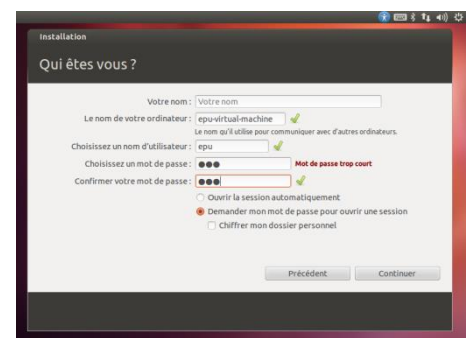 Installation
Qui êtes vous ?
Votre nom : Votre nom
Le nom de votre ordinateur : epu-virtual-machine
Le nom qu'il utilise pour communiquer avec d'autres ordinateurs.
Choisissez un nom d'utilisateur : epu
Choisissez un mot de passe : ●●● Mot de passe trop court
Confirmer votre mot de passe : ●●●
Ouvrir la session automatiquement
Demander mon mot de passe pour ouvrir une session
Chiffrer mon dossier personnel
Précédent Continuer